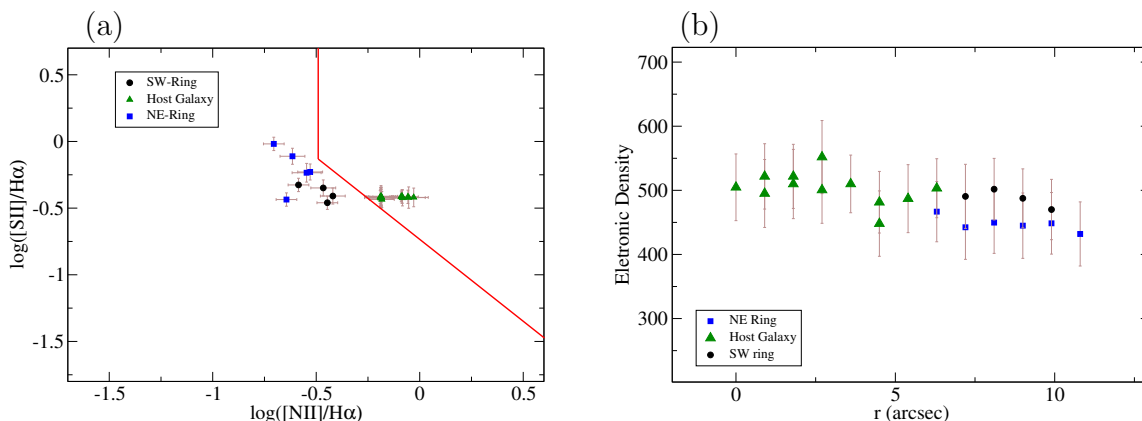 (a)
0.5
0
-0.5
-1
-1.5
log([SII]/Hα)
SW-Ring
Host Galaxy
NE-Ring
-1.5
-1
-0.5
0
0.5
log([NII]/Hα)
(b)
700
600
500
400
300
Eletronic Density
NE Ring
Host Galaxy
SW ring
0
5
10
r (arcsec)